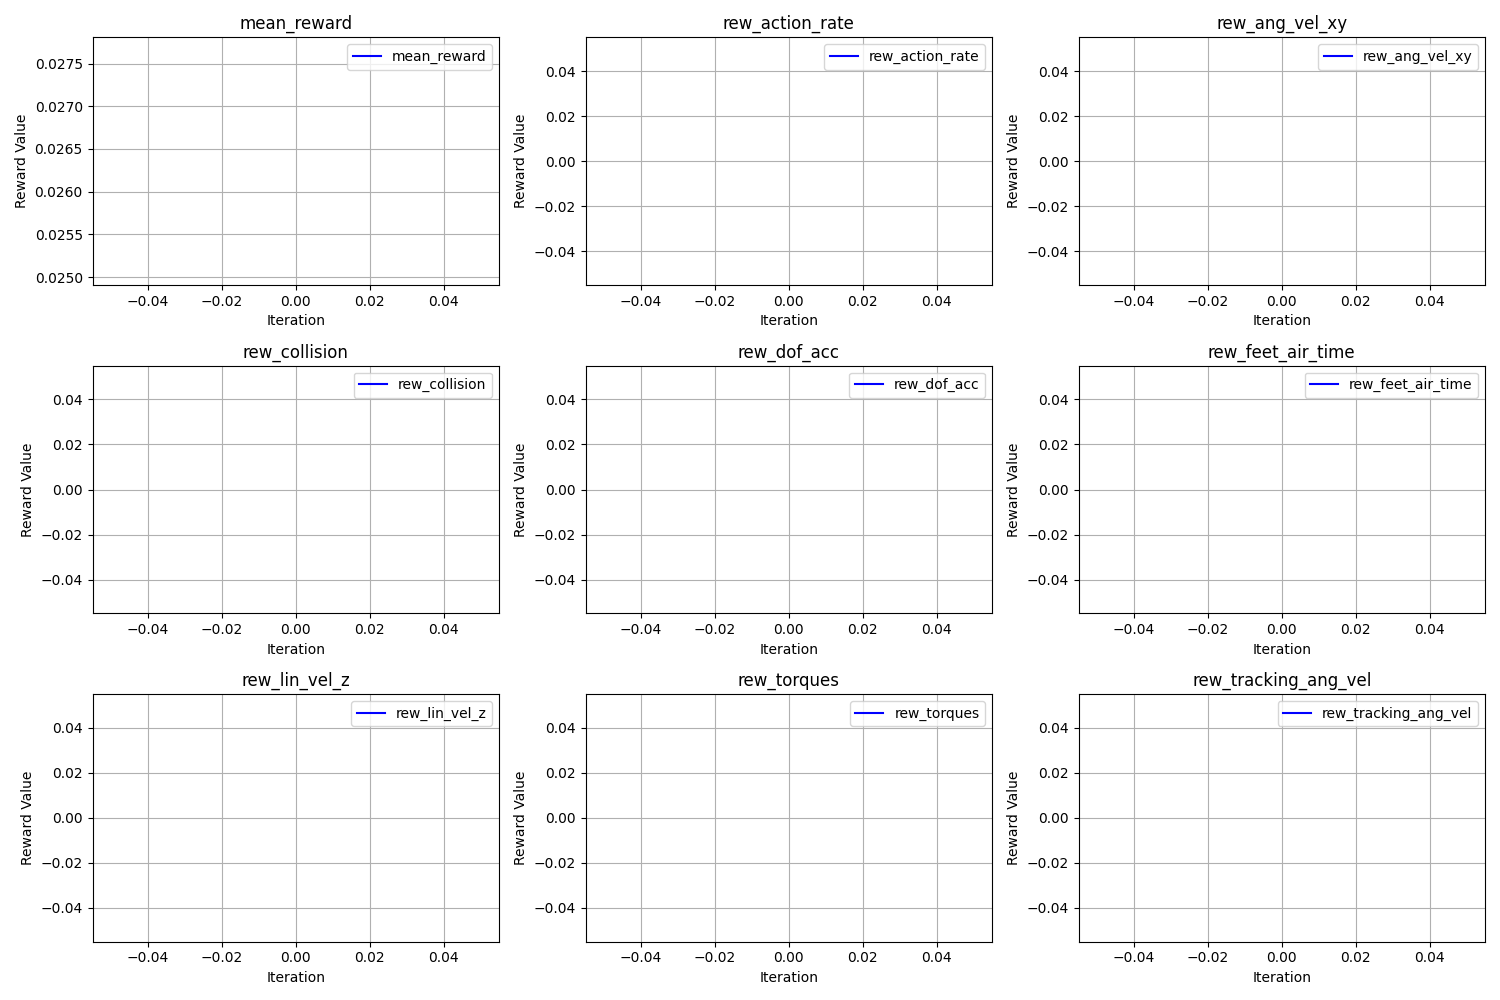 mean_reward
mean_reward
Reward Value
0.0275
0.0270
0.0265
0.0260
0.0255
0.0250
−0.04 −0.02 0.00 0.02 0.04
Iteration
rew_action_rate
rew_action_rate
Reward Value
0.04
0.02
0.00
−0.02
−0.04
−0.04 −0.02 0.00 0.02 0.04
Iteration
rew_ang_vel_xy
rew_ang_vel_xy
Reward Value
0.04
0.02
0.00
−0.02
−0.04
−0.04 −0.02 0.00 0.02 0.04
Iteration
rew_collision
rew_collision
Reward Value
0.04
0.02
0.00
−0.02
−0.04
−0.04 −0.02 0.00 0.02 0.04
Iteration
rew_dof_acc
rew_dof_acc
Reward Value
0.04
0.02
0.00
−0.02
−0.04
−0.04 −0.02 0.00 0.02 0.04
Iteration
rew_feet_air_time
rew_feet_air_time
Reward Value
0.04
0.02
0.00
−0.02
−0.04
−0.04 −0.02 0.00 0.02 0.04
Iteration
rew_lin_vel_z
rew_lin_vel_z
Reward Value
0.04
0.02
0.00
−0.02
−0.04
−0.04 −0.02 0.00 0.02 0.04
Iteration
rew_torques
rew_torques
Reward Value
0.04
0.02
0.00
−0.02
−0.04
−0.04 −0.02 0.00 0.02 0.04
Iteration
rew_tracking_ang_vel
rew_tracking_ang_vel
Reward Value
0.04
0.02
0.00
−0.02
−0.04
−0.04 −0.02 0.00 0.02 0.04
Iteration